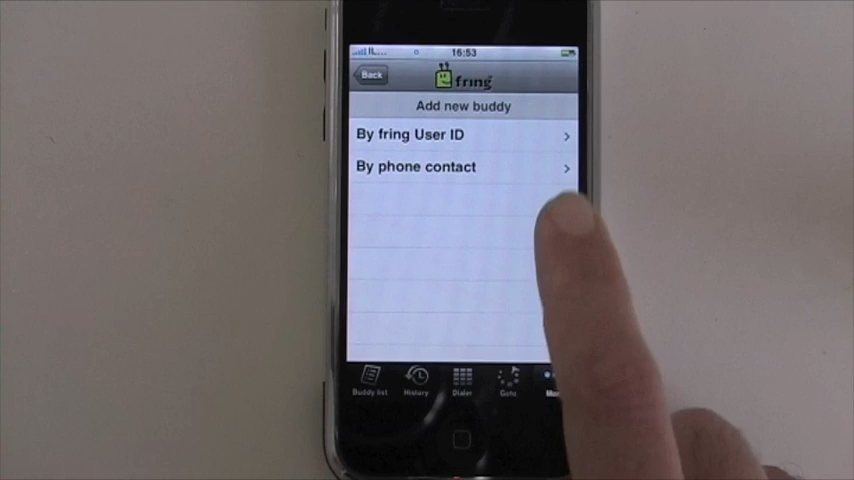 IL...
16:53
Back
fring
Add new buddy
By fring User ID
By phone contact
Buddy list
History
Dialer
Goto